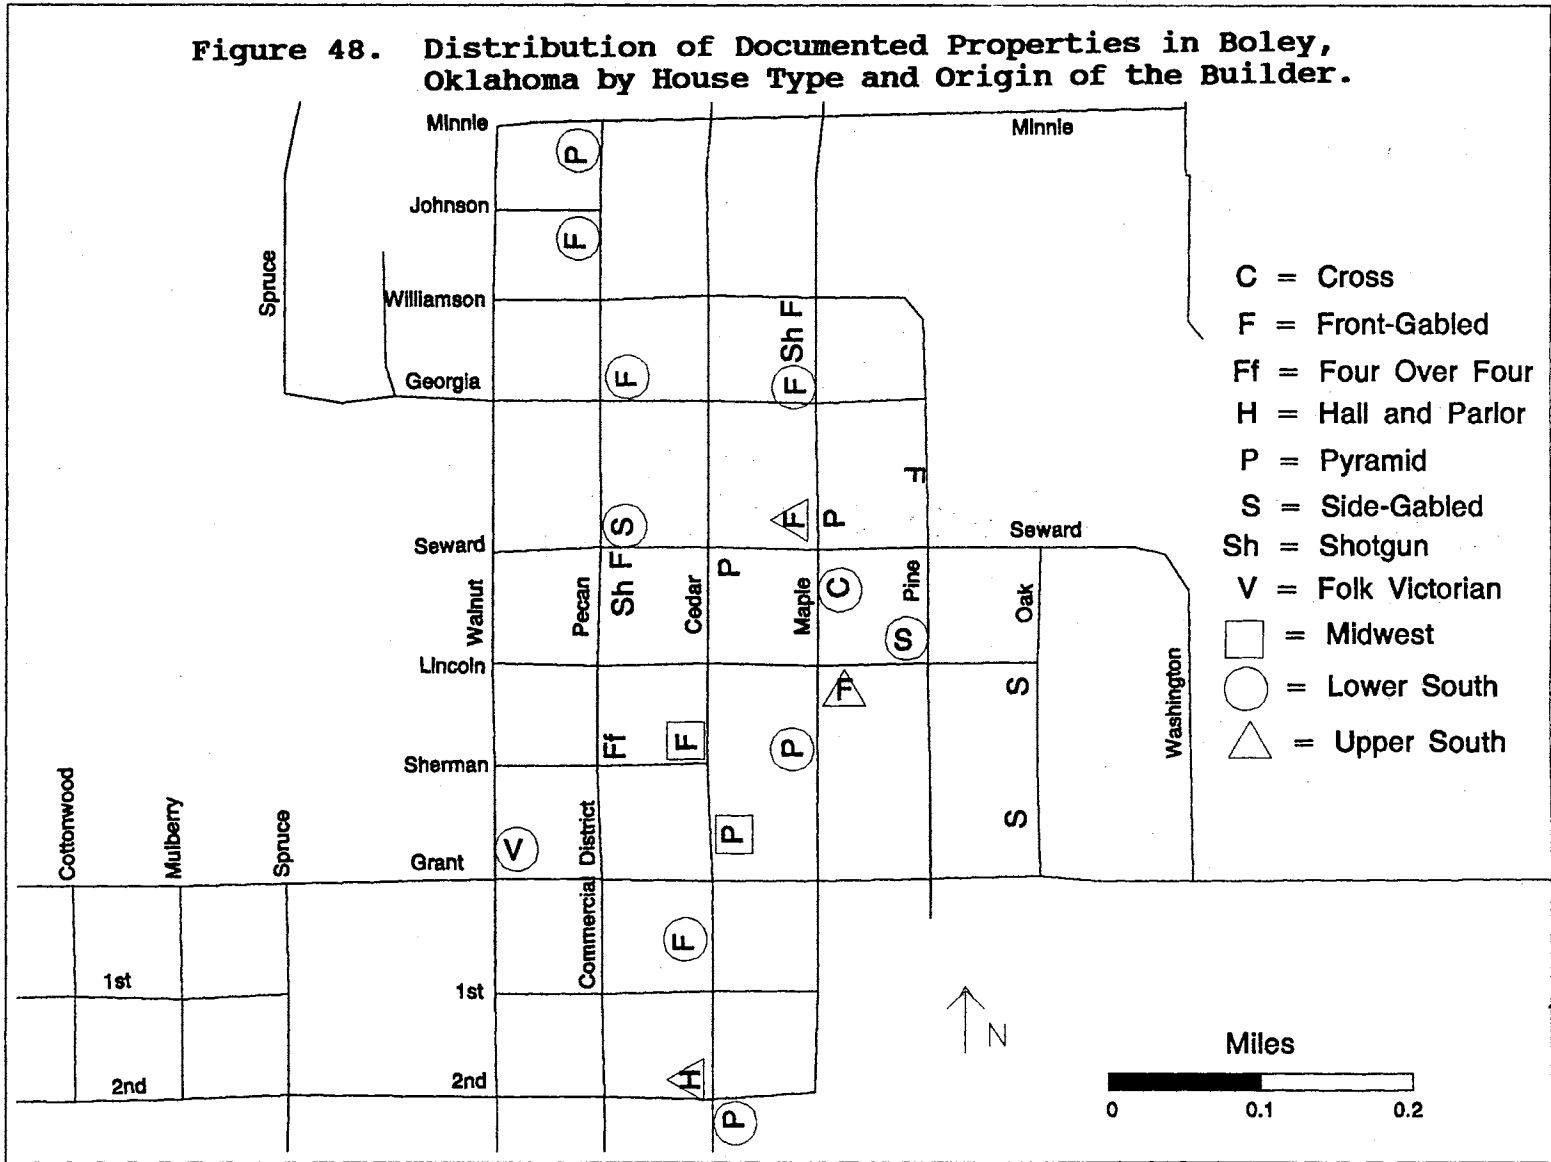 Figure 48. Distribution of Documented Properties in Boley,
Oklahoma by House Type and Origin of the Builder.
Minnie
Minnie
P
Johnson
F
Spruce
Williamson
Sh F
Georgia
F
F
F
Seward
S
F
P
Seward
Walnut
Pecan
Sh F
Cedar
P
Maple
C
Pine
S
Oak
Lincoln
F
S
Washington
Sherman
Ff
F
P
Cottonwood
Mulberry
Spruce
Grant
V
Commercial District
P
S
F
1st
1st
2nd
2nd
H
P
C = Cross
F = Front-Gabled
Ff = Four Over Four
H = Hall and Parlor
P = Pyramid
S = Side-Gabled
Sh = Shotgun
V = Folk Victorian
= Midwest
= Lower South
= Upper South
N
Miles
0 0.1 0.2